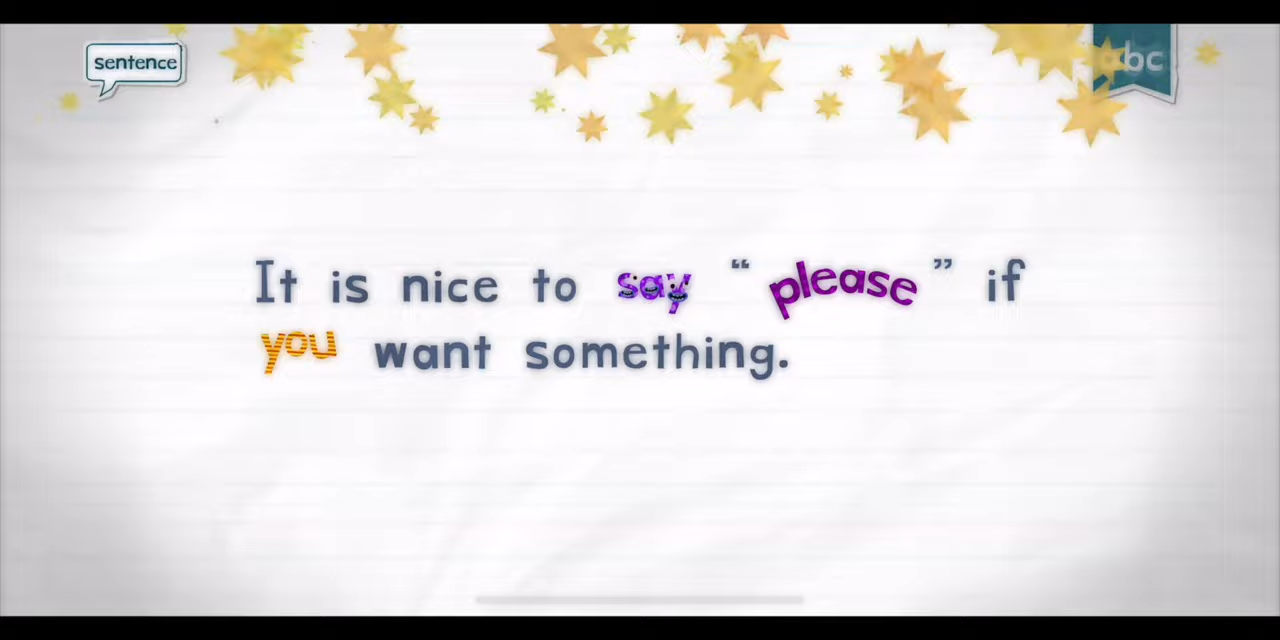 sentence
abc
It is nice to say “please” if
you want something.